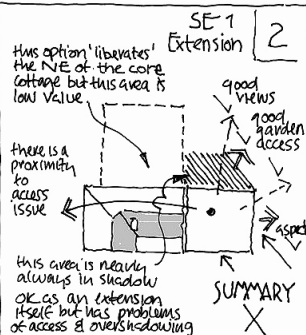 SE 1
Extension
2
this option 'liberates'
the NE of the core
cottage but this area is
low value
good
views
good
garden
access
there is a
proximity
to
access
issue
aspect
this area is nearly
always in shadow
OK as an extension
itself but has problems
of access & overshadowing
SUMMARY
X